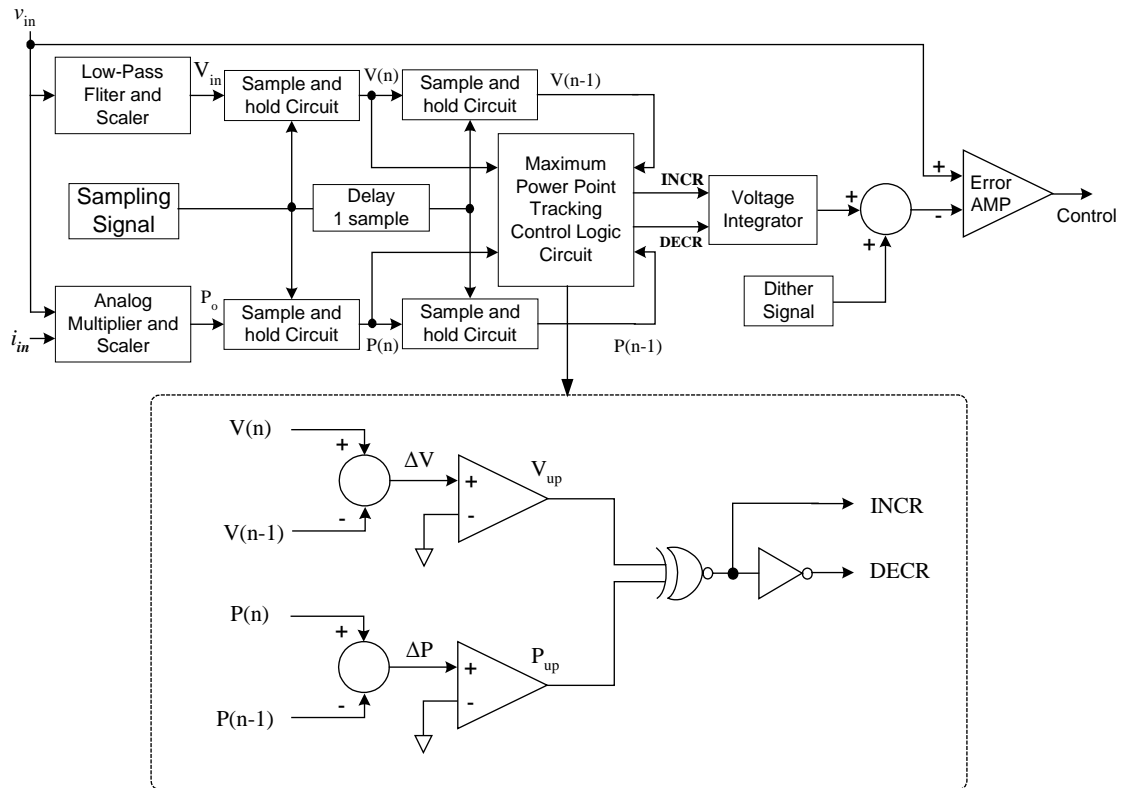 v_in
Low-Pass
Fliter and
Scaler
V_in
Sample and
hold Circuit
V(n)
Sample and
hold Circuit
V(n-1)
Sampling
Signal
Delay
1 sample
Maximum
Power Point
Tracking
Control Logic
Circuit
INCR
DECR
Voltage
Integrator
+
+
Dither
Signal
+
-
Error
AMP
Control
i_in
Analog
Multiplier and
Scaler
P_o
Sample and
hold Circuit
P(n)
Sample and
hold Circuit
P(n-1)
V(n)
+
-
V(n-1)
ΔV
+
-
V_up
P(n)
+
-
P(n-1)
ΔP
+
-
P_up
INCR
DECR